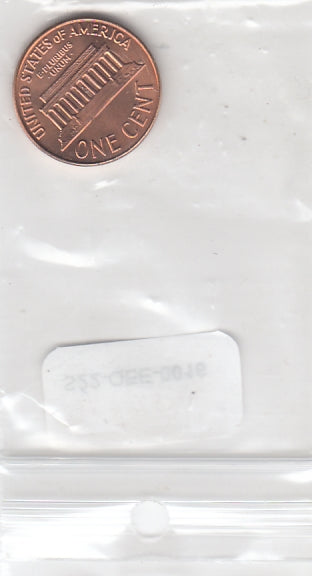 UNITED STATES OF AMERICA
E·PLURIBUS
UNUM
ONE CENT